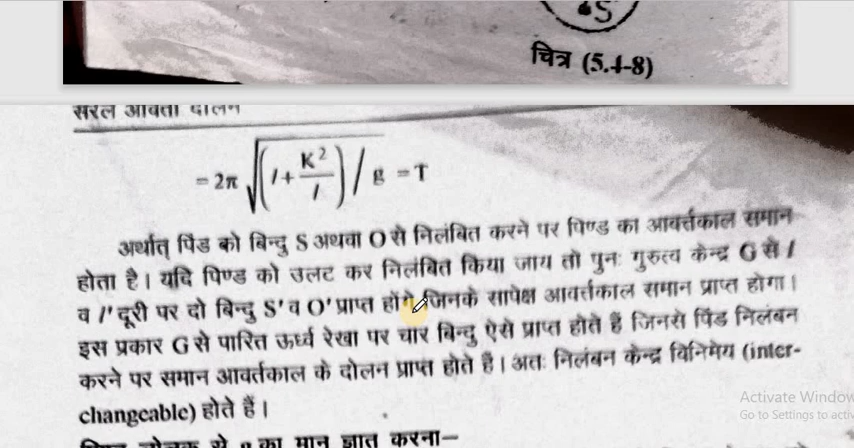 S
चित्र (5.4-8)
सरल आवर्ती दोलन
= 2π √(l + K²/l) / g = T
अर्थात् पिंड को बिन्दु S अथवा O से निलंबित करने पर पिण्ड का आवर्त्तकाल समान
होता है। यदि पिण्ड को उलट कर निलंबित किया जाय तो पुनः गुरुत्व केन्द्र G से l
व l' दूरी पर दो बिन्दु S' व O' प्राप्त होंगे जिनके सापेक्ष आवर्त्तकाल समान प्राप्त होगा।
इस प्रकार G से पारित ऊर्ध्व रेखा पर चार बिन्दु ऐसे प्राप्त होते हैं जिनसे पिंड निलंबन
करने पर समान आवर्तकाल के दोलन प्राप्त होते है। अतः निलंबन केन्द्र विनिमेय (inter-
changeable) होते हैं।
Activate Window
Go to Settings to activ
का मान ज्ञात करना–